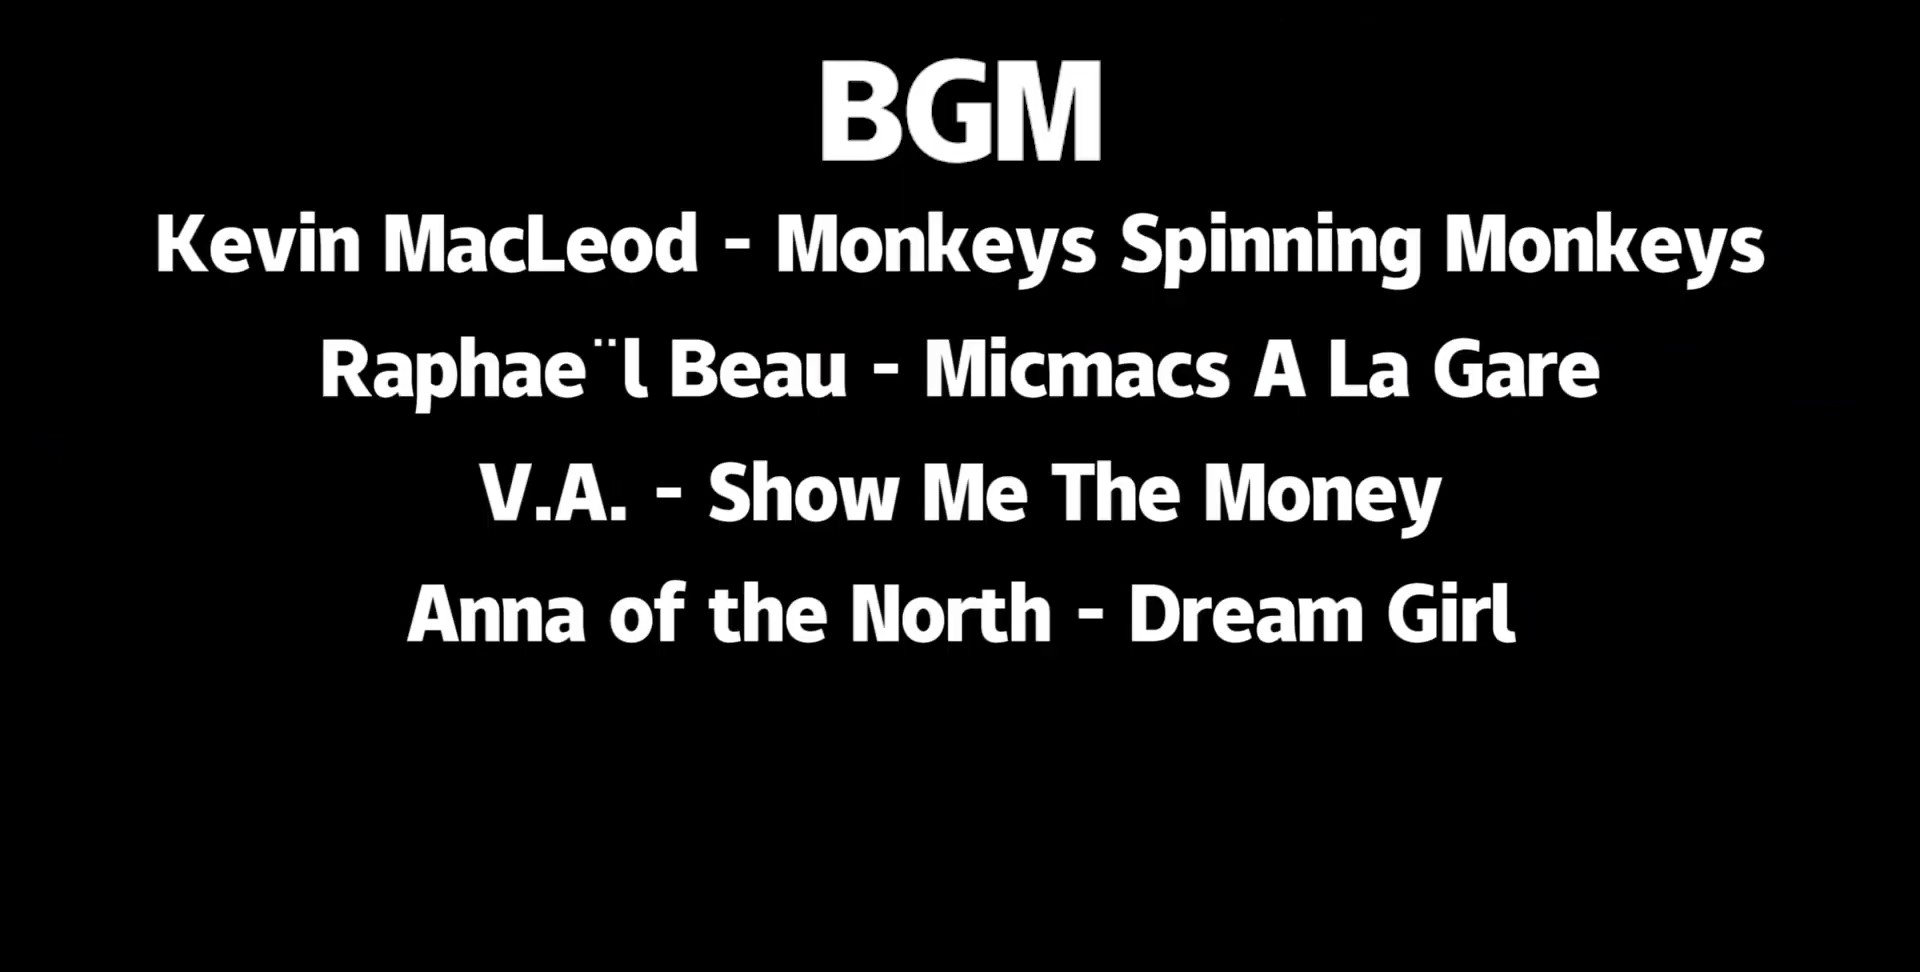 BGM
Kevin MacLeod - Monkeys Spinning Monkeys
Raphae¨l Beau - Micmacs A La Gare
V.A. - Show Me The Money
Anna of the North - Dream Girl